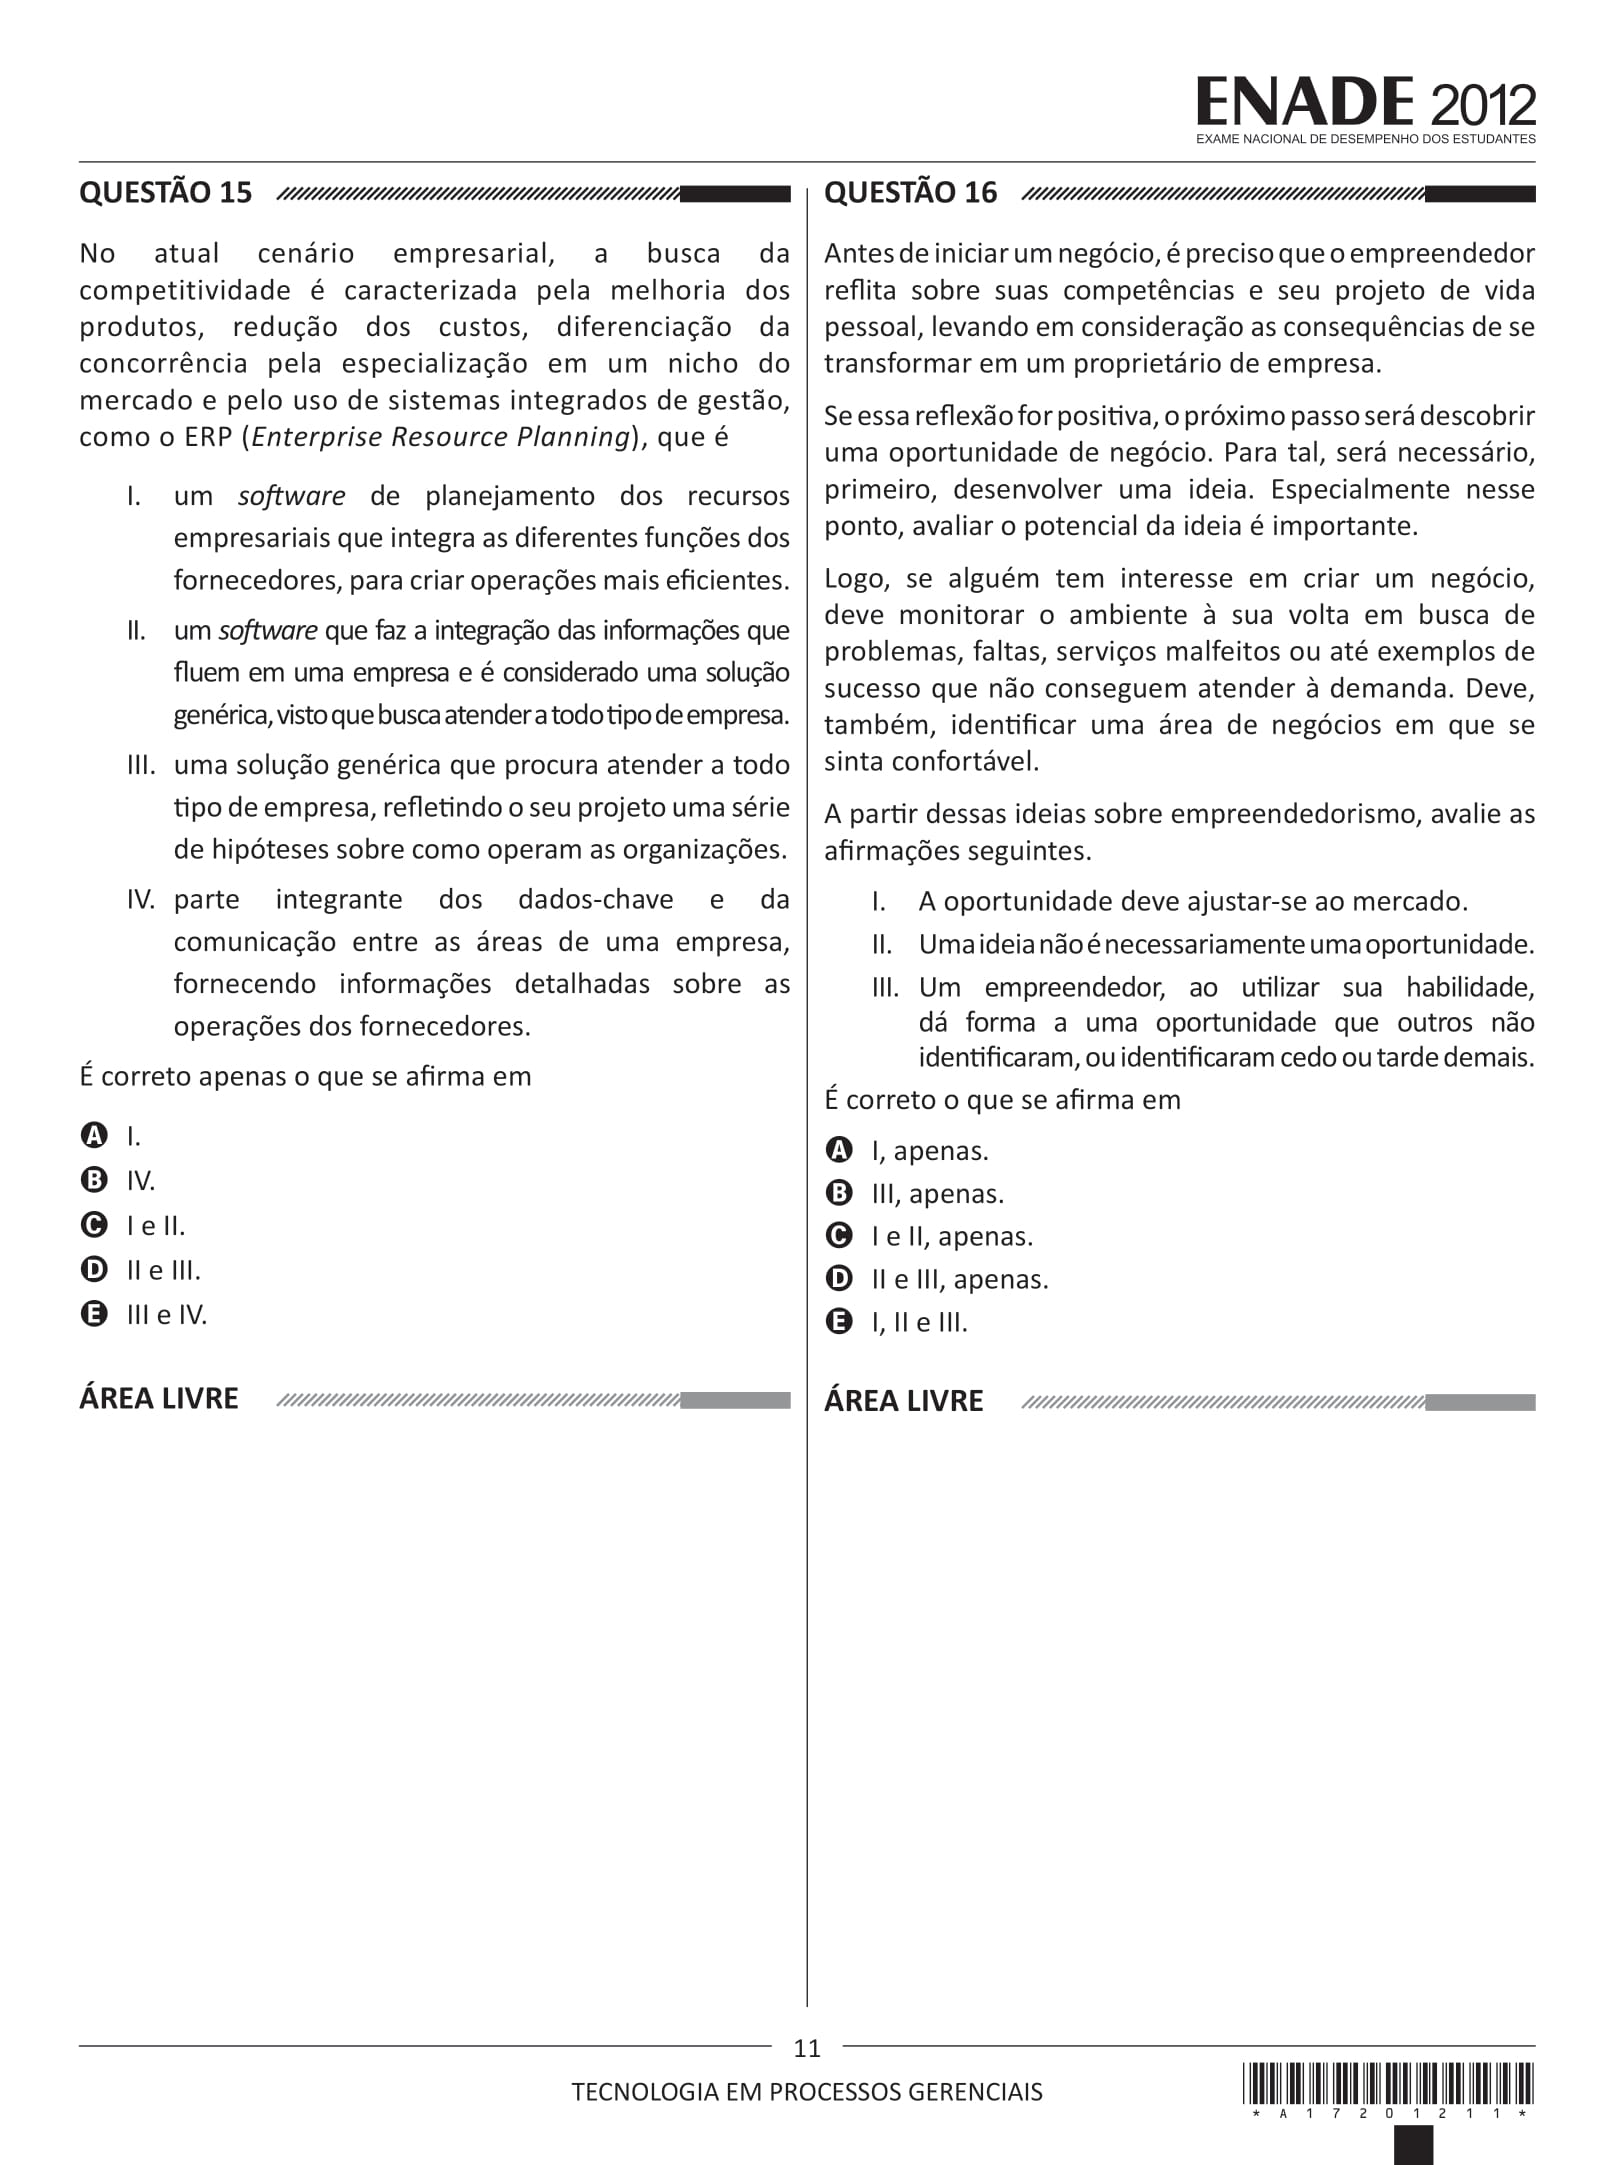 ENADE 2012
EXAME NACIONAL DE DESEMPENHO DOS ESTUDANTES
QUESTÃO 15
No atual cenário empresarial, a busca da
competitividade é caracterizada pela melhoria dos
produtos, redução dos custos, diferenciação da
concorrência pela especialização em um nicho do
mercado e pelo uso de sistemas integrados de gestão,
como o ERP (Enterprise Resource Planning), que é
I. um software de planejamento dos recursos
empresariais que integra as diferentes funções dos
fornecedores, para criar operações mais eficientes.
II. um software que faz a integração das informações que
fluem em uma empresa e é considerado uma solução
genérica, visto que busca atender a todo tipo de empresa.
III. uma solução genérica que procura atender a todo
tipo de empresa, refletindo o seu projeto uma série
de hipóteses sobre como operam as organizações.
IV. parte integrante dos dados-chave e da
comunicação entre as áreas de uma empresa,
fornecendo informações detalhadas sobre as
operações dos fornecedores.
É correto apenas o que se afirma em
A I.
B IV.
C I e II.
D II e III.
E III e IV.
ÁREA LIVRE
QUESTÃO 16
Antes de iniciar um negócio, é preciso que o empreendedor
reflita sobre suas competências e seu projeto de vida
pessoal, levando em consideração as consequências de se
transformar em um proprietário de empresa.
Se essa reflexão for positiva, o próximo passo será descobrir
uma oportunidade de negócio. Para tal, será necessário,
primeiro, desenvolver uma ideia. Especialmente nesse
ponto, avaliar o potencial da ideia é importante.
Logo, se alguém tem interesse em criar um negócio,
deve monitorar o ambiente à sua volta em busca de
problemas, faltas, serviços malfeitos ou até exemplos de
sucesso que não conseguem atender à demanda. Deve,
também, identificar uma área de negócios em que se
sinta confortável.
A partir dessas ideias sobre empreendedorismo, avalie as
afirmações seguintes.
I. A oportunidade deve ajustar-se ao mercado.
II. Uma ideia não é necessariamente uma oportunidade.
III. Um empreendedor, ao utilizar sua habilidade,
dá forma a uma oportunidade que outros não
identificaram, ou identificaram cedo ou tarde demais.
É correto o que se afirma em
A I, apenas.
B III, apenas.
C I e II, apenas.
D II e III, apenas.
E I, II e III.
ÁREA LIVRE
11
TECNOLOGIA EM PROCESSOS GERENCIAIS
* A 1 7 2 0 1 2 1 1 *